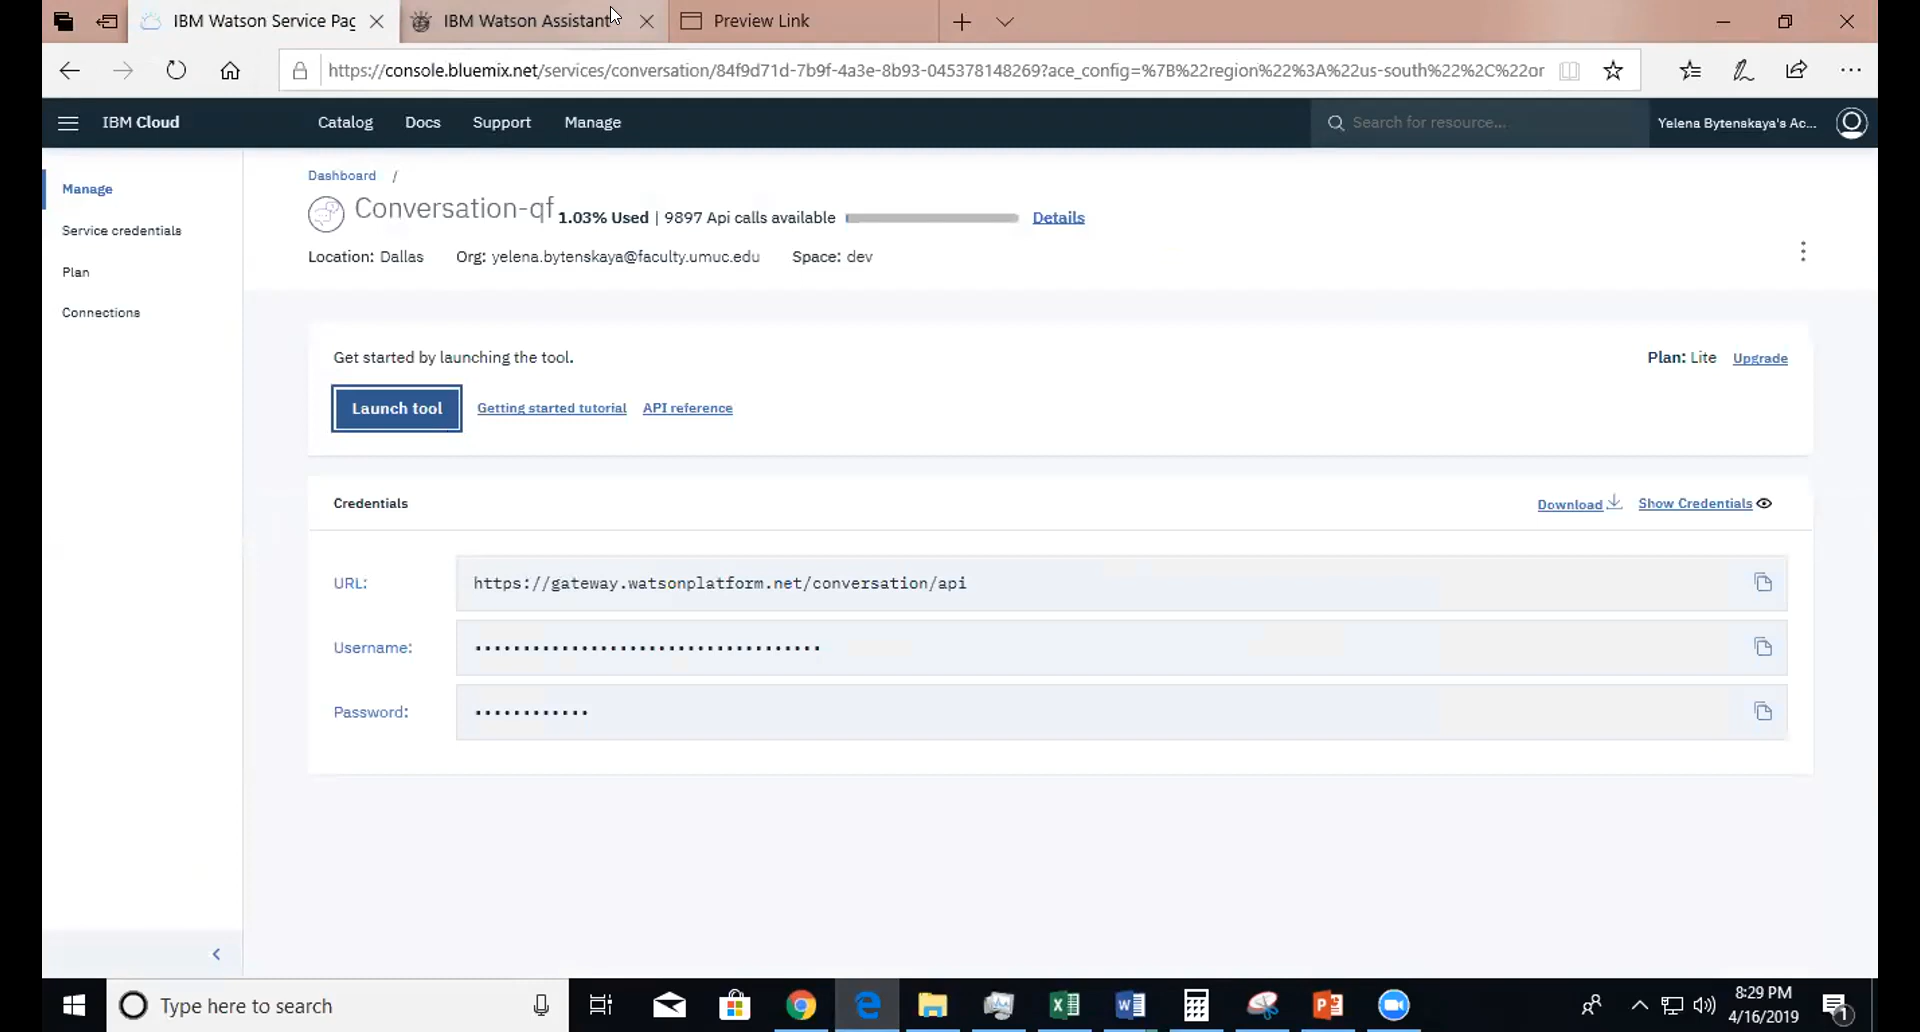 IBM Watson Service Pag
IBM Watson Assistant
Preview Link
https://console.bluemix.net/services/conversation/84f9d71d-7b9f-4a3e-8b93-045378148269?ace_config=%7B%22region%22%3A%22us-south%22%2C%22or
IBM Cloud
Catalog
Docs
Support
Manage
Search for resource...
Yelena Bytenskaya's Ac...
Manage
Service credentials
Plan
Connections
Dashboard /
Conversation-qf 1.03% Used | 9897 Api calls available Details
Location: Dallas Org: yelena.bytenskaya@faculty.umuc.edu Space: dev
Get started by launching the tool.
Plan: Lite Upgrade
Launch tool Getting started tutorial API reference
Credentials
Download Show Credentials
URL: https://gateway.watsonplatform.net/conversation/api
Username: ····································
Password: ············
Type here to search
8:29 PM
4/16/2019
1